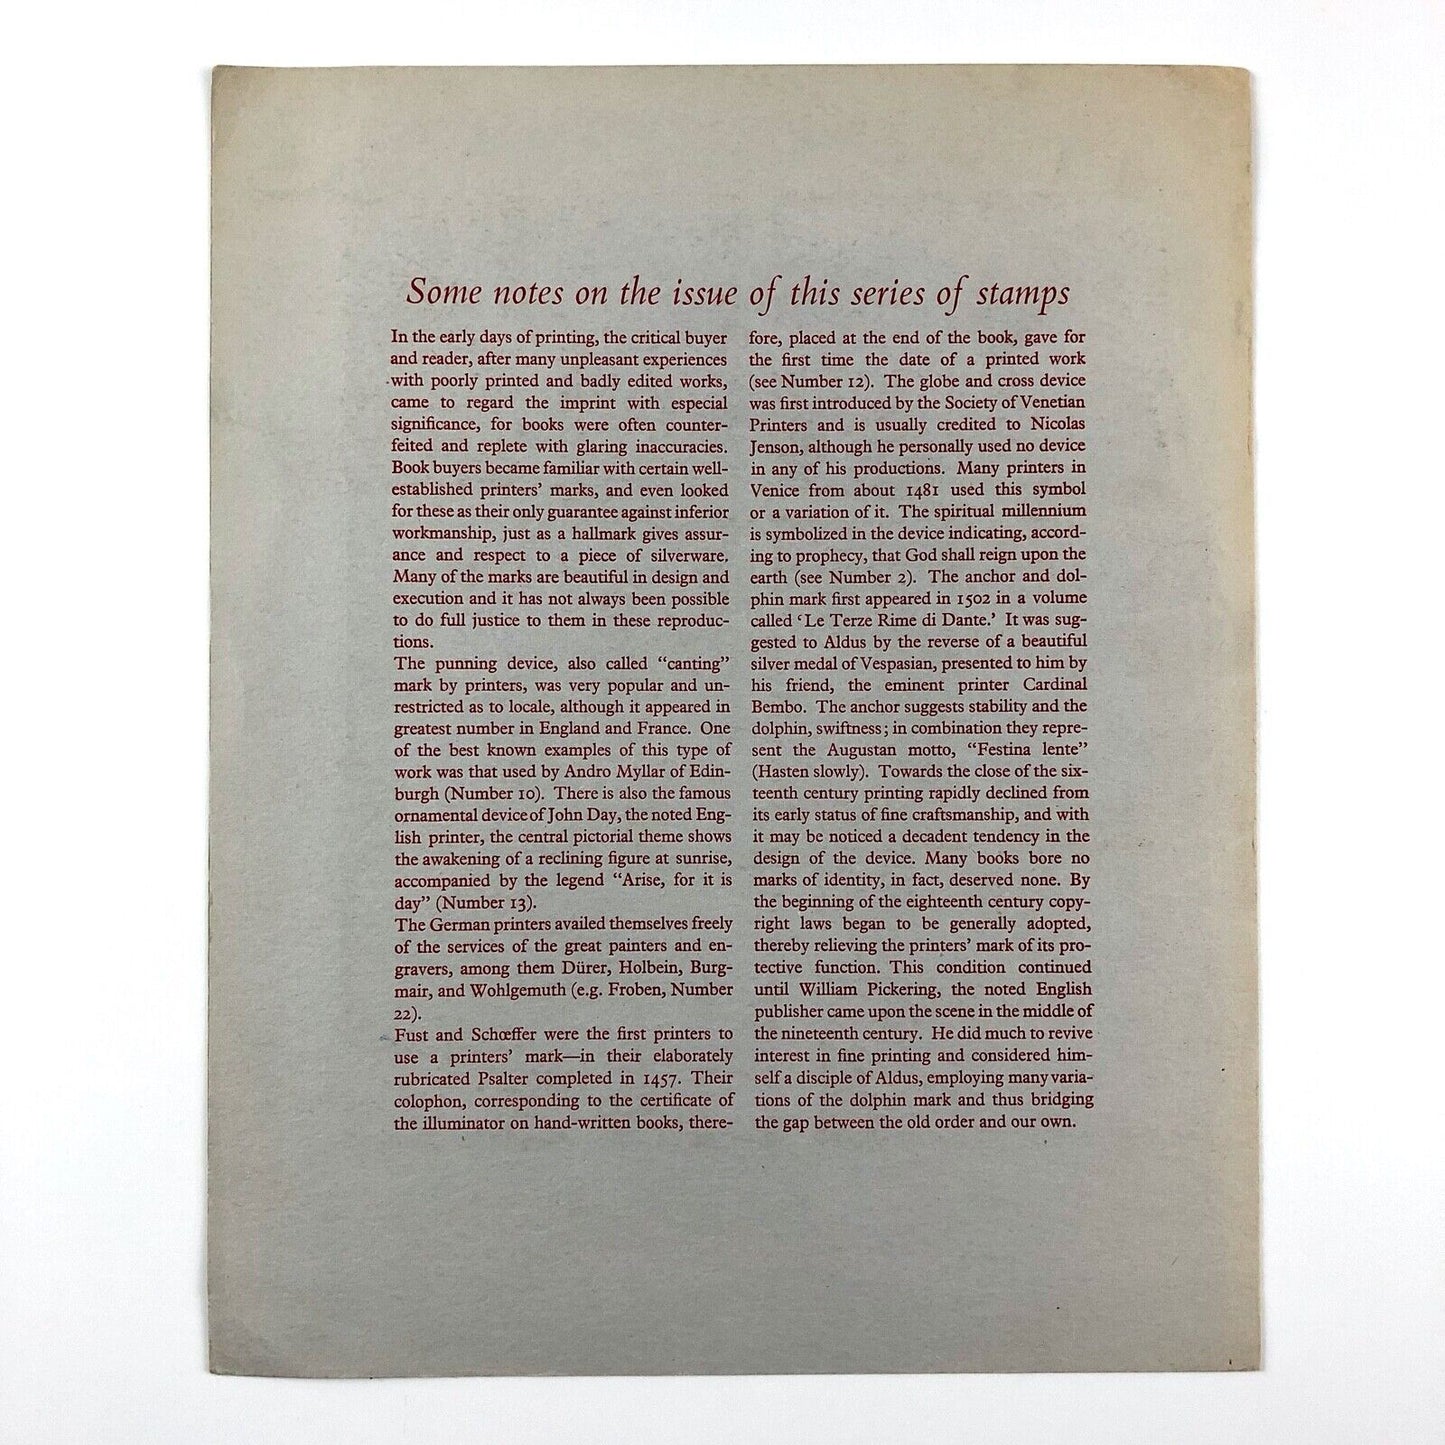 Some notes on the issue of this series of stamps
In the early days of printing, the critical buyer
and reader, after many unpleasant experiences
with poorly printed and badly edited works,
came to regard the imprint with especial
significance, for books were often counter-
feited and replete with glaring inaccuracies.
Book buyers became familiar with certain well-
established printers' marks, and even looked
for these as their only guarantee against inferior
workmanship, just as a hallmark gives assur-
ance and respect to a piece of silverware.
Many of the marks are beautiful in design and
execution and it has not always been possible
to do full justice to them in these reproduc-
tions.
The punning device, also called “canting”
mark by printers, was very popular and un-
restricted as to locale, although it appeared in
greatest number in England and France. One
of the best known examples of this type of
work was that used by Andro Myllar of Edin-
burgh (Number 10). There is also the famous
ornamental device of John Day, the noted Eng-
lish printer, the central pictorial theme shows
the awakening of a reclining figure at sunrise,
accompanied by the legend “Arise, for it is
day” (Number 13).
The German printers availed themselves freely
of the services of the great painters and en-
gravers, among them Dürer, Holbein, Burg-
mair, and Wohlgemuth (e.g. Froben, Number
22).
Fust and Schœffer were the first printers to
use a printers' mark—in their elaborately
rubricated Psalter completed in 1457. Their
colophon, corresponding to the certificate of
the illuminator on hand-written books, there-
fore, placed at the end of the book, gave for
the first time the date of a printed work
(see Number 12). The globe and cross device
was first introduced by the Society of Venetian
Printers and is usually credited to Nicolas
Jenson, although he personally used no device
in any of his productions. Many printers in
Venice from about 1481 used this symbol
or a variation of it. The spiritual millennium
is symbolized in the device indicating, accord-
ing to prophecy, that God shall reign upon the
earth (see Number 2). The anchor and dol-
phin mark first appeared in 1502 in a volume
called ‘Le Terze Rime di Dante.’ It was sug-
gested to Aldus by the reverse of a beautiful
silver medal of Vespasian, presented to him by
his friend, the eminent printer Cardinal
Bembo. The anchor suggests stability and the
dolphin, swiftness; in combination they repre-
sent the Augustan motto, “Festina lente”
(Hasten slowly). Towards the close of the six-
teenth century printing rapidly declined from
its early status of fine craftsmanship, and with
it may be noticed a decadent tendency in the
design of the device. Many books bore no
marks of identity, in fact, deserved none. By
the beginning of the eighteenth century copy-
right laws began to be generally adopted,
thereby relieving the printers' mark of its pro-
tective function. This condition continued
until William Pickering, the noted English
publisher came upon the scene in the middle of
the nineteenth century. He did much to revive
interest in fine printing and considered him-
self a disciple of Aldus, employing many varia-
tions of the dolphin mark and thus bridging
the gap between the old order and our own.